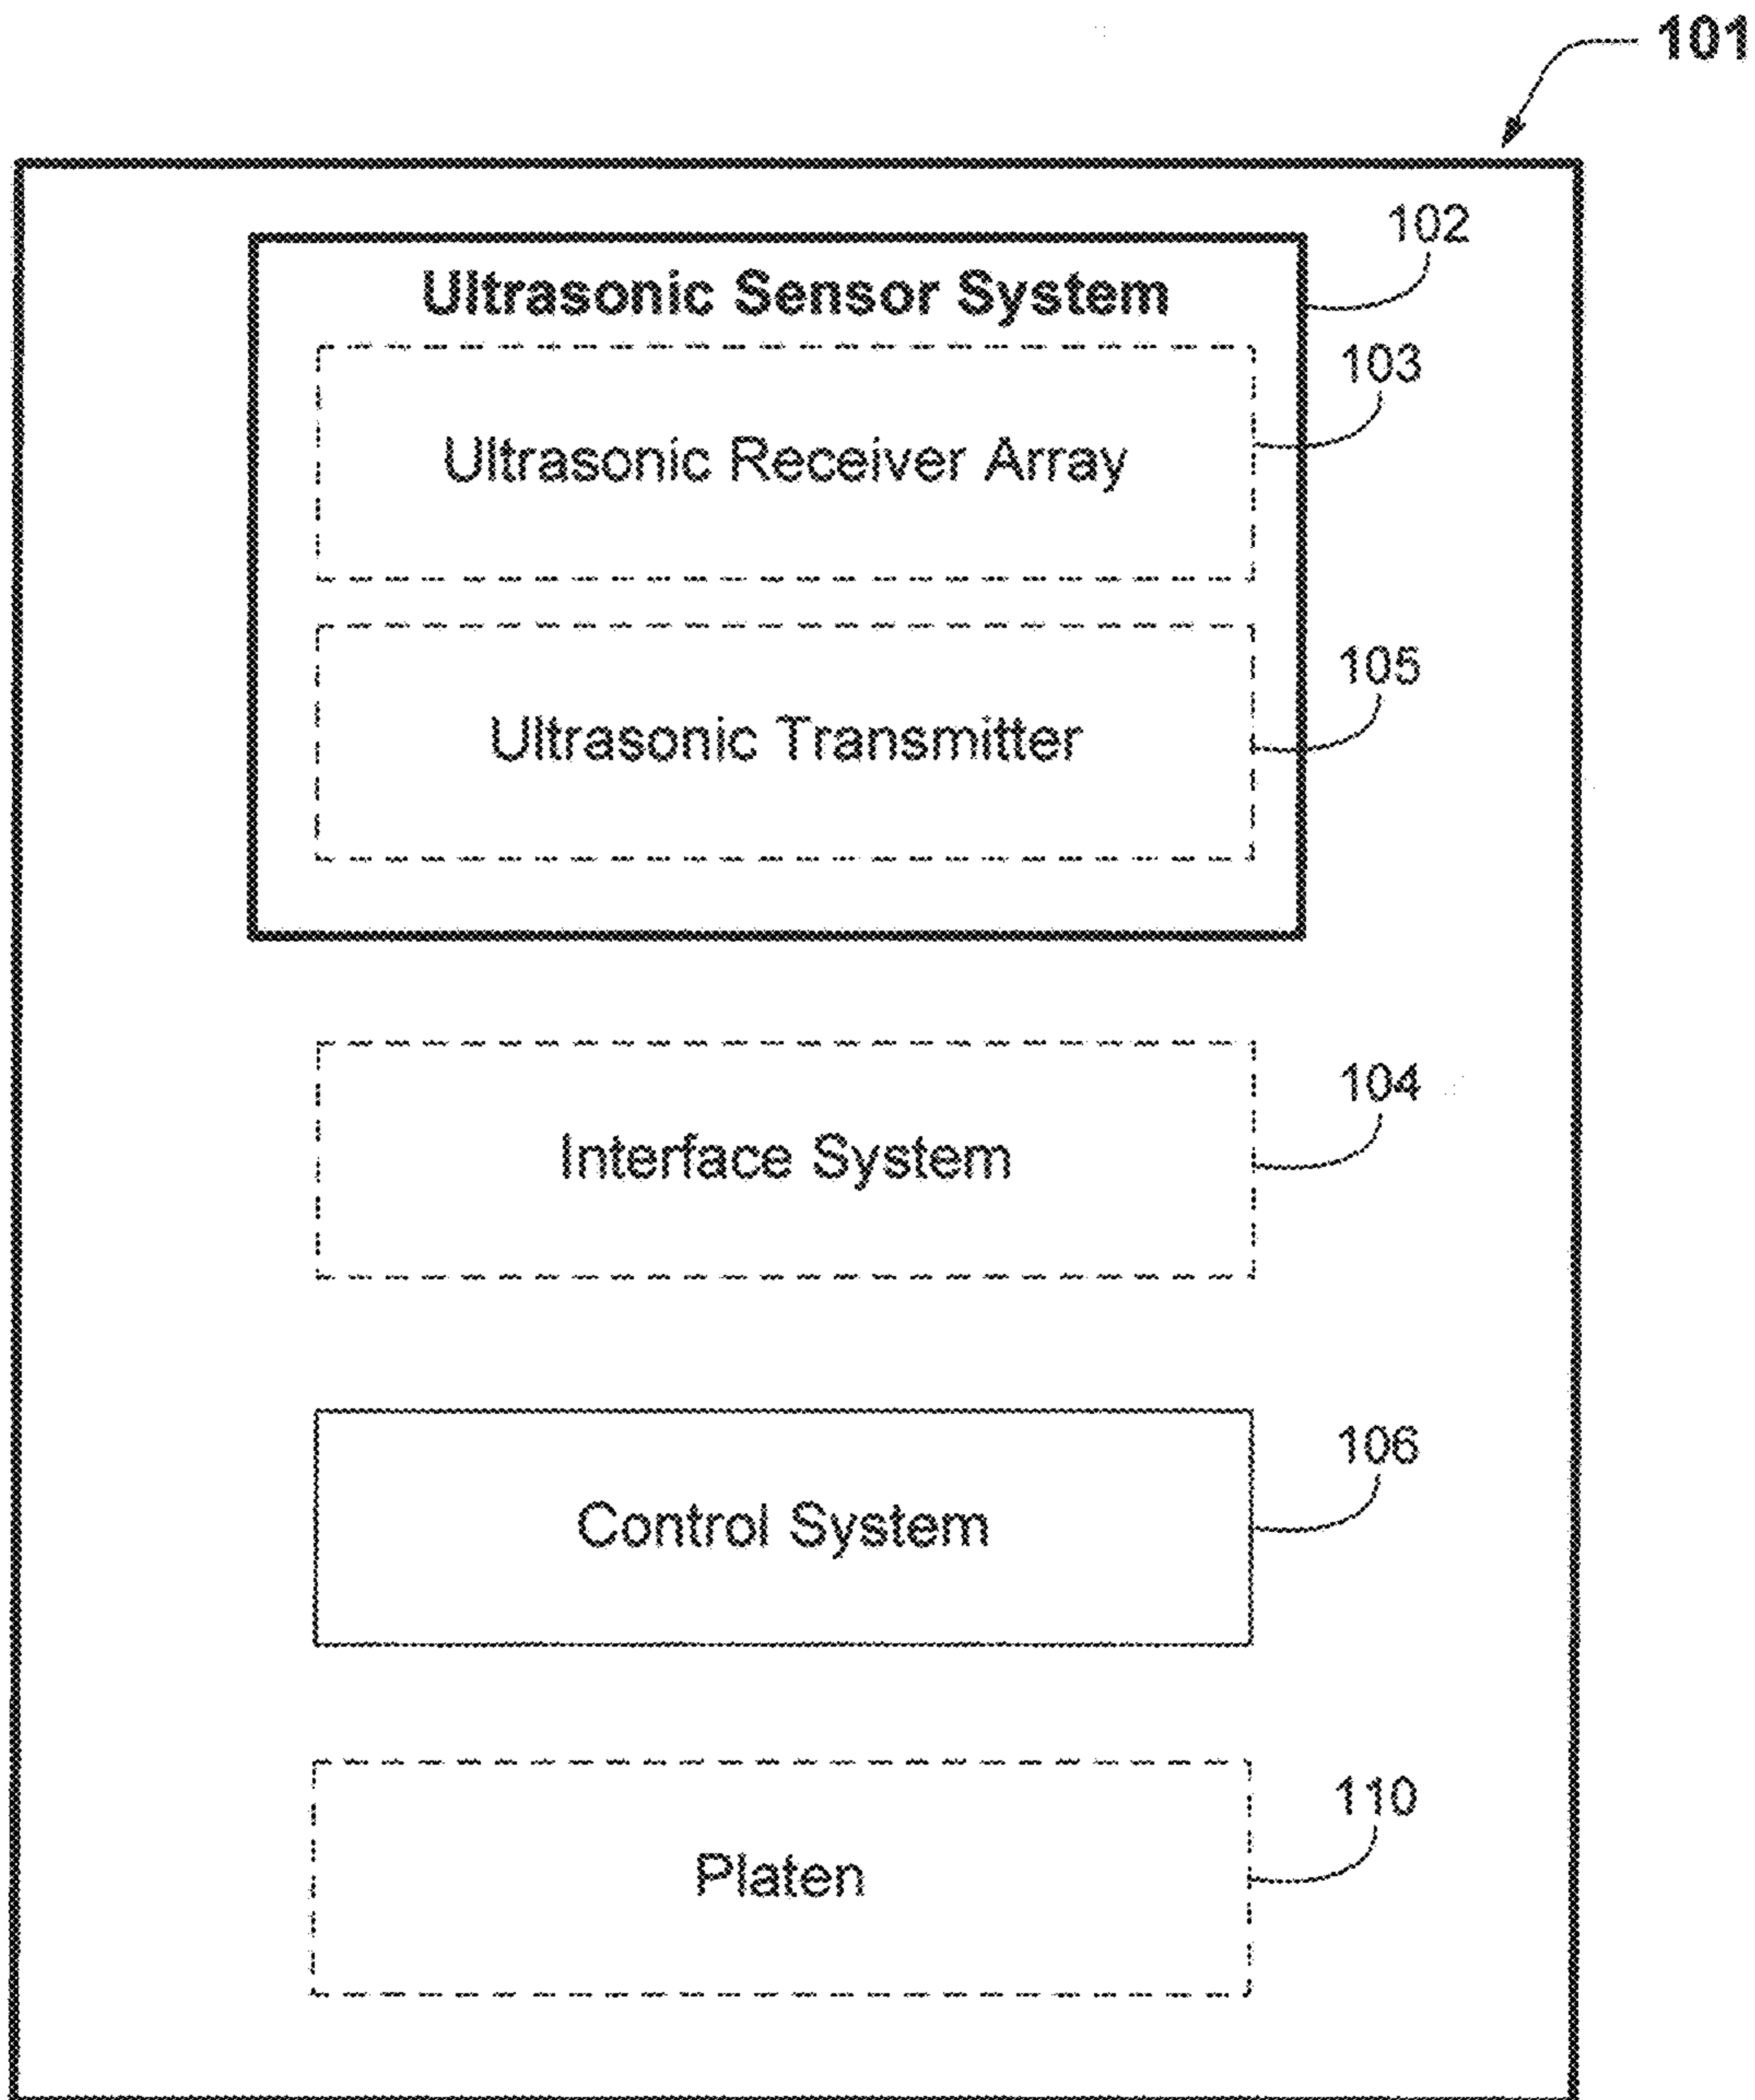 101
102
Ultrasonic Sensor System
103
Ultrasonic Receiver Array
105
Ultrasonic Transmitter
104
Interface System
106
Control System
110
Platen